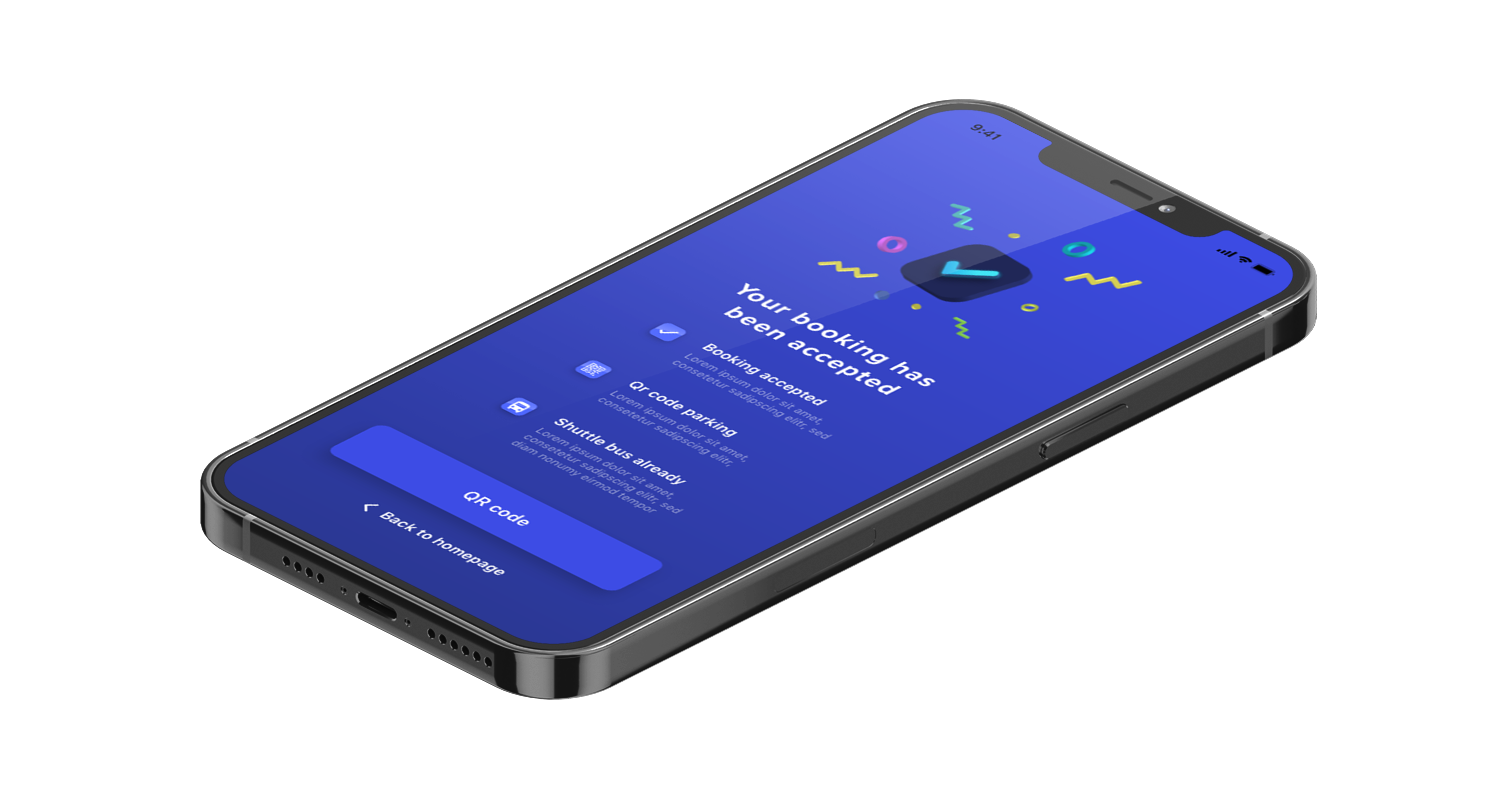 9:41
Your booking has
been accepted
Booking accepted
Lorem ipsum dolor sit amet,
consetetur sadipscing elitr, sed
Qr code parking
Lorem ipsum dolor sit amet,
consetetur sadipscing elitr,
Shuttle bus already
Lorem ipsum dolor sit amet,
consetetur sadipscing elitr, sed
diam nonumy eirmod tempor
QR code
Back to homepage